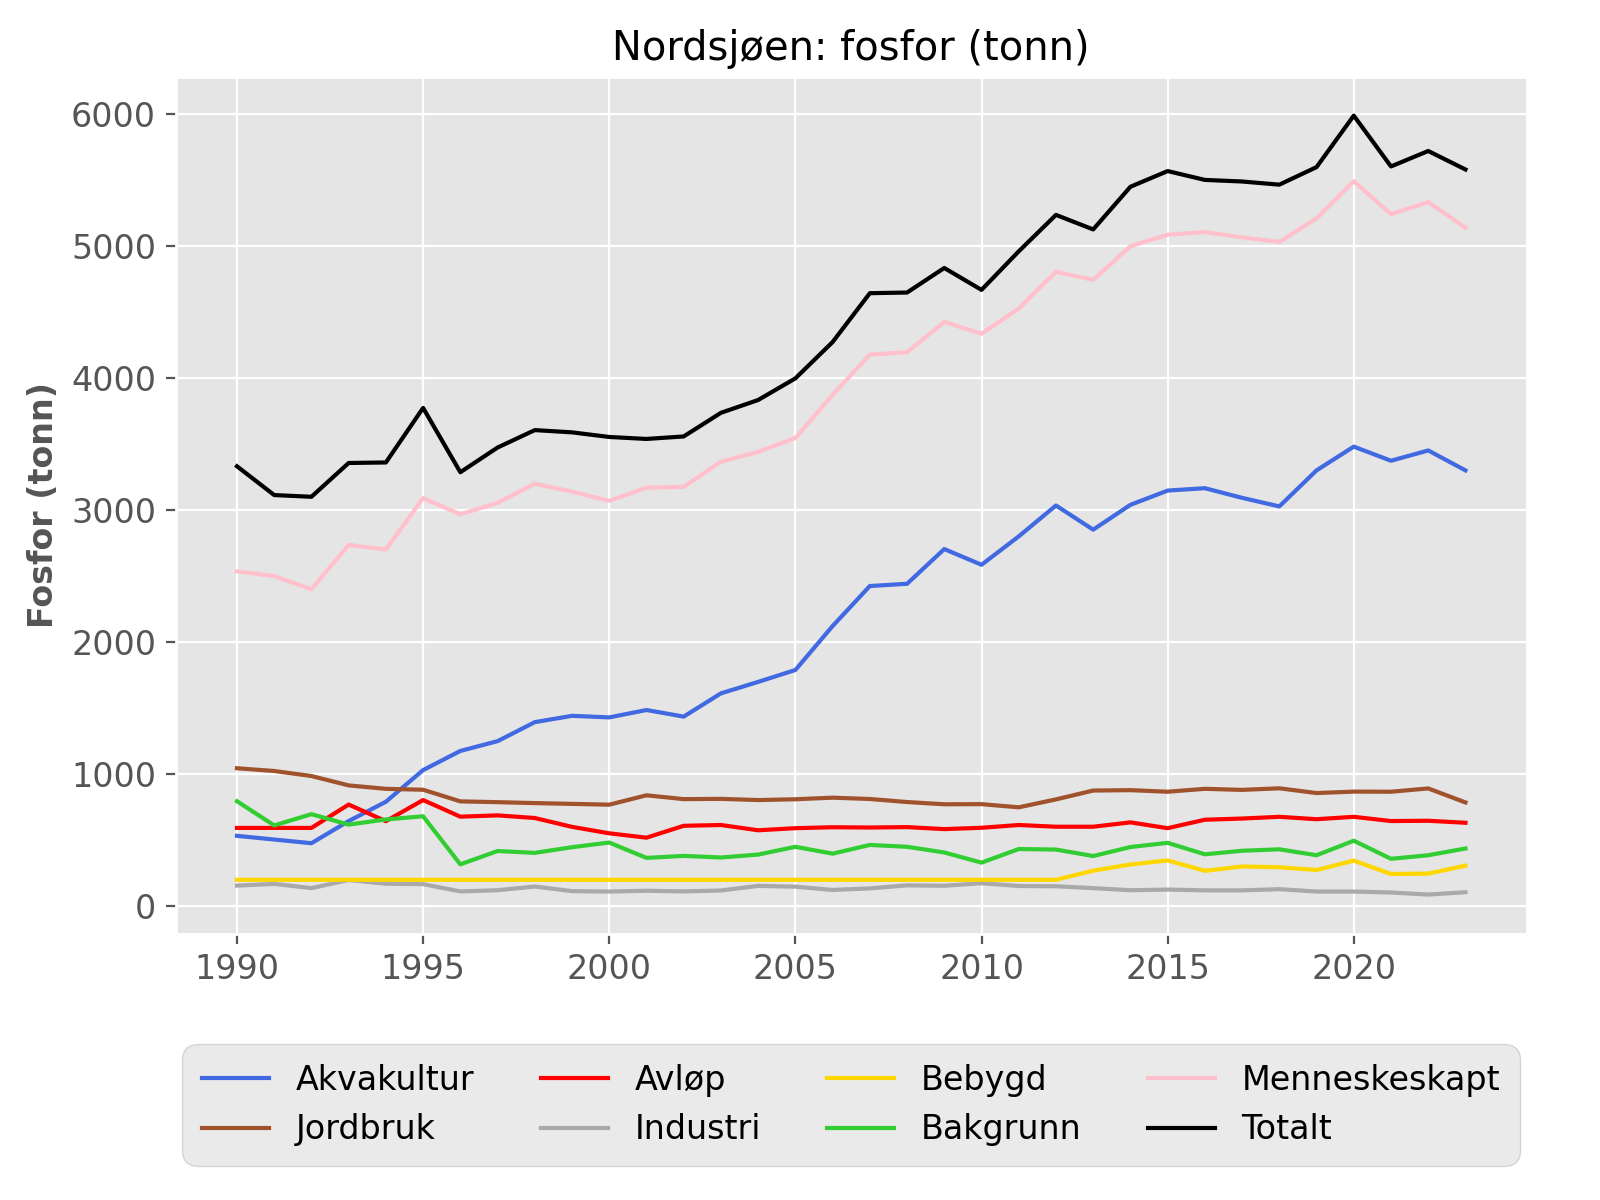 Nordsjøen: fosfor (tonn)
Fosfor (tonn)
6000
5000
4000
3000
2000
1000
0
1990 1995 2000 2005 2010 2015 2020
Akvakultur Avløp Bebygd Menneskeskapt
Jordbruk Industri Bakgrunn Totalt